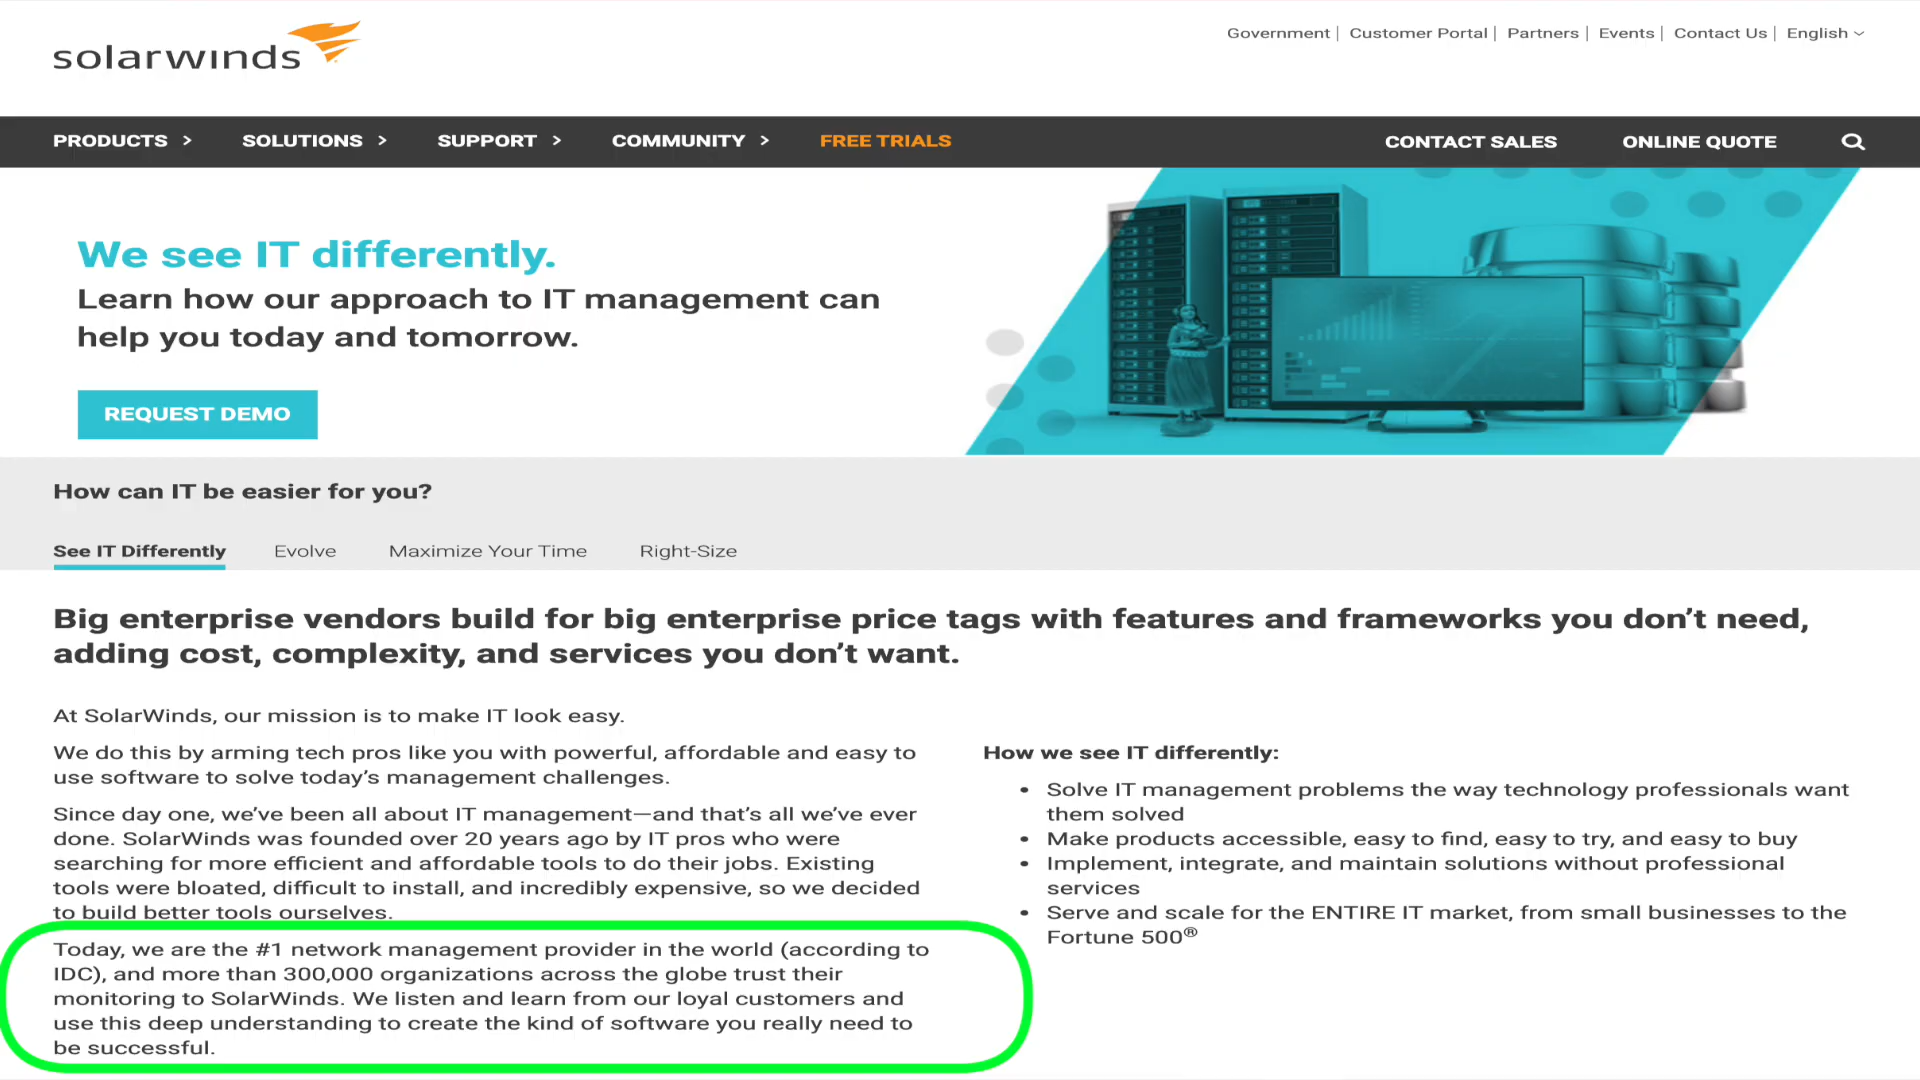 solarwinds
Government | Customer Portal | Partners | Events | Contact Us | English
PRODUCTS > SOLUTIONS > SUPPORT > COMMUNITY > FREE TRIALS CONTACT SALES ONLINE QUOTE
We see IT differently.
Learn how our approach to IT management can
help you today and tomorrow.
REQUEST DEMO
How can IT be easier for you?
See IT Differently Evolve Maximize Your Time Right-Size
Big enterprise vendors build for big enterprise price tags with features and frameworks you don’t need,
adding cost, complexity, and services you don’t want.
At SolarWinds, our mission is to make IT look easy.
We do this by arming tech pros like you with powerful, affordable and easy to
use software to solve today’s management challenges.
Since day one, we’ve been all about IT management—and that’s all we’ve ever
done. SolarWinds was founded over 20 years ago by IT pros who were
searching for more efficient and affordable tools to do their jobs. Existing
tools were bloated, difficult to install, and incredibly expensive, so we decided
to build better tools ourselves.
Today, we are the #1 network management provider in the world (according to
IDC), and more than 300,000 organizations across the globe trust their
monitoring to SolarWinds. We listen and learn from our loyal customers and
use this deep understanding to create the kind of software you really need to
be successful.
How we see IT differently:
• Solve IT management problems the way technology professionals want
them solved
• Make products accessible, easy to find, easy to try, and easy to buy
• Implement, integrate, and maintain solutions without professional
services
• Serve and scale for the ENTIRE IT market, from small businesses to the
Fortune 500®